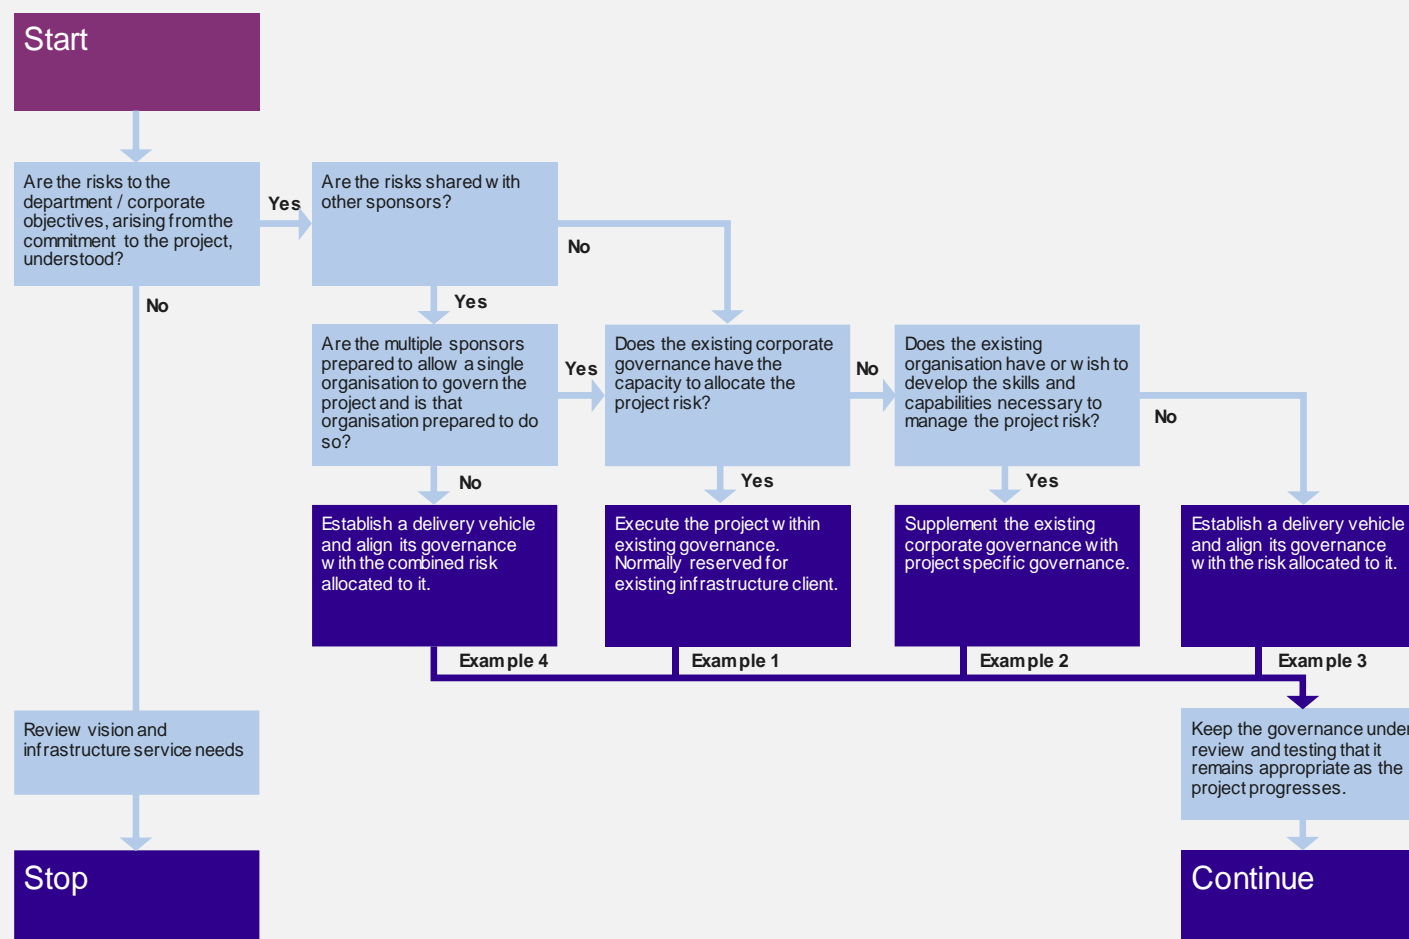 Start
Are the risks to the
department / corporate
objectives, arising from the
commitment to the project,
understood?
Yes
No
Are the risks shared with
other sponsors?
No
Yes
Are the multiple sponsors
prepared to allow a single
organisation to govern the
project and is that
organisation prepared to do
so?
Yes
No
Does the existing corporate
governance have the
capacity to allocate the
project risk?
No
Yes
Does the existing
organisation have or wish to
develop the skills and
capabilities necessary to
manage the project risk?
No
Yes
Establish a delivery vehicle
and align its governance
with the combined risk
allocated to it.
Example 4
Execute the project within
existing governance.
Normally reserved for
existing infrastructure client.
Example 1
Supplement the existing
corporate governance with
project specific governance.
Example 2
Establish a delivery vehicle
and align its governance
with the risk allocated to it.
Example 3
Review vision and
infrastructure service needs
Keep the governance under
review and testing that it
remains appropriate as the
project progresses.
Stop
Continue